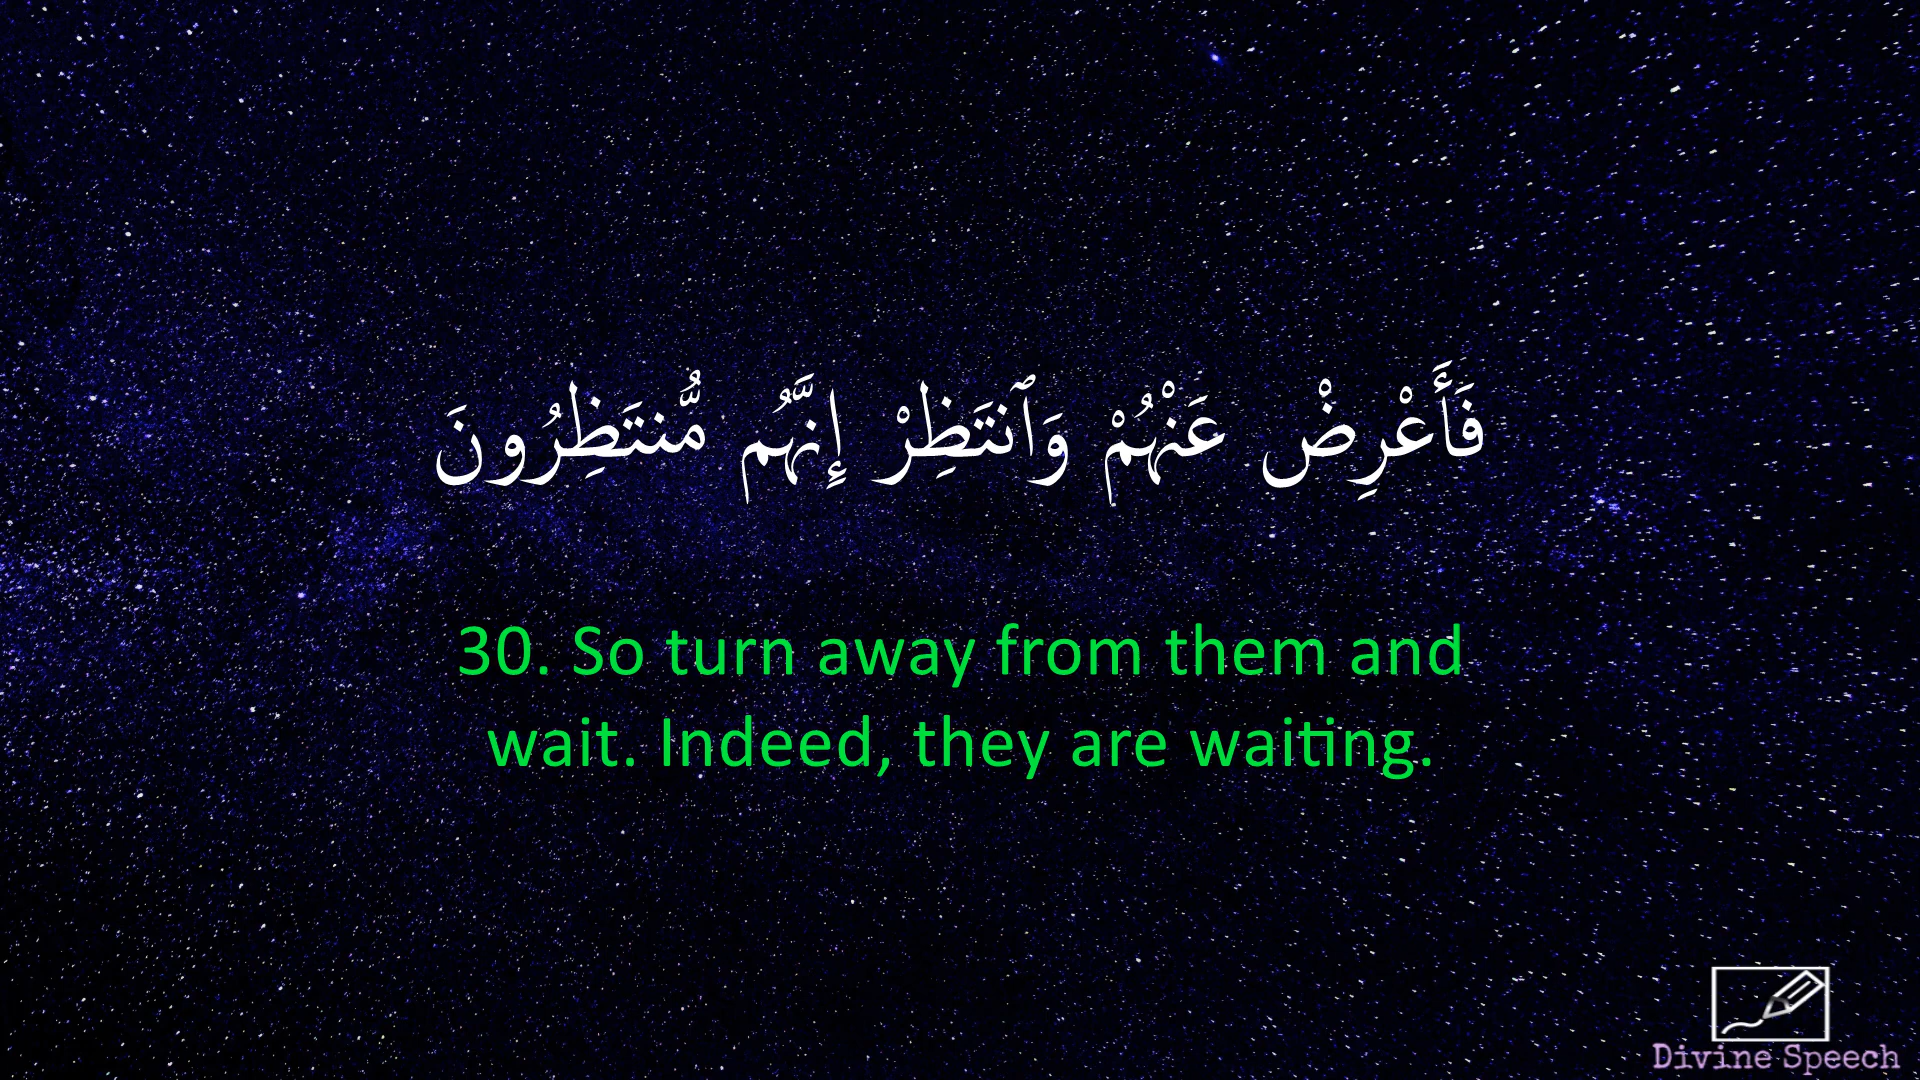 فَأَعْرِضْ عَنْهُمْ وَٱنتَظِرْ إِنَّهُم مُّنتَظِرُونَ
30. So turn away from them and
wait. Indeed, they are waiting.
Divine Speech